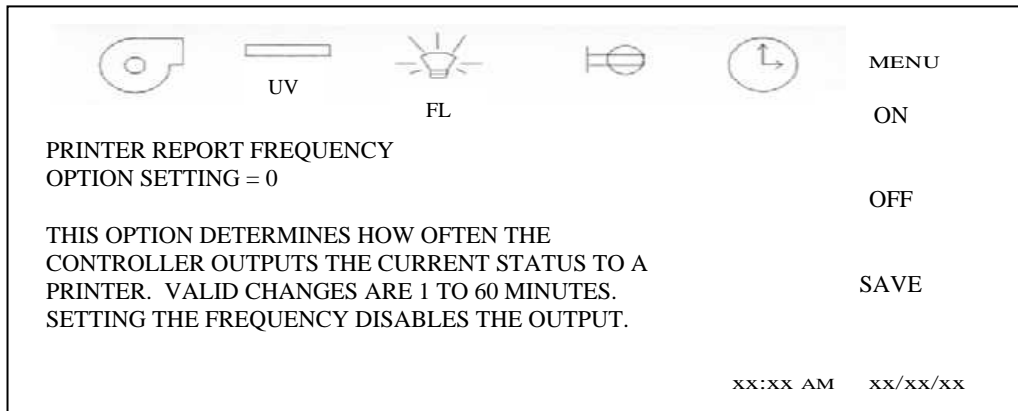 UV
FL
MENU
ON
OFF
SAVE
PRINTER REPORT FREQUENCY
OPTION SETTING = 0
THIS OPTION DETERMINES HOW OFTEN THE
CONTROLLER OUTPUTS THE CURRENT STATUS TO A
PRINTER. VALID CHANGES ARE 1 TO 60 MINUTES.
SETTING THE FREQUENCY DISABLES THE OUTPUT.
xx:xx AM xx/xx/xx